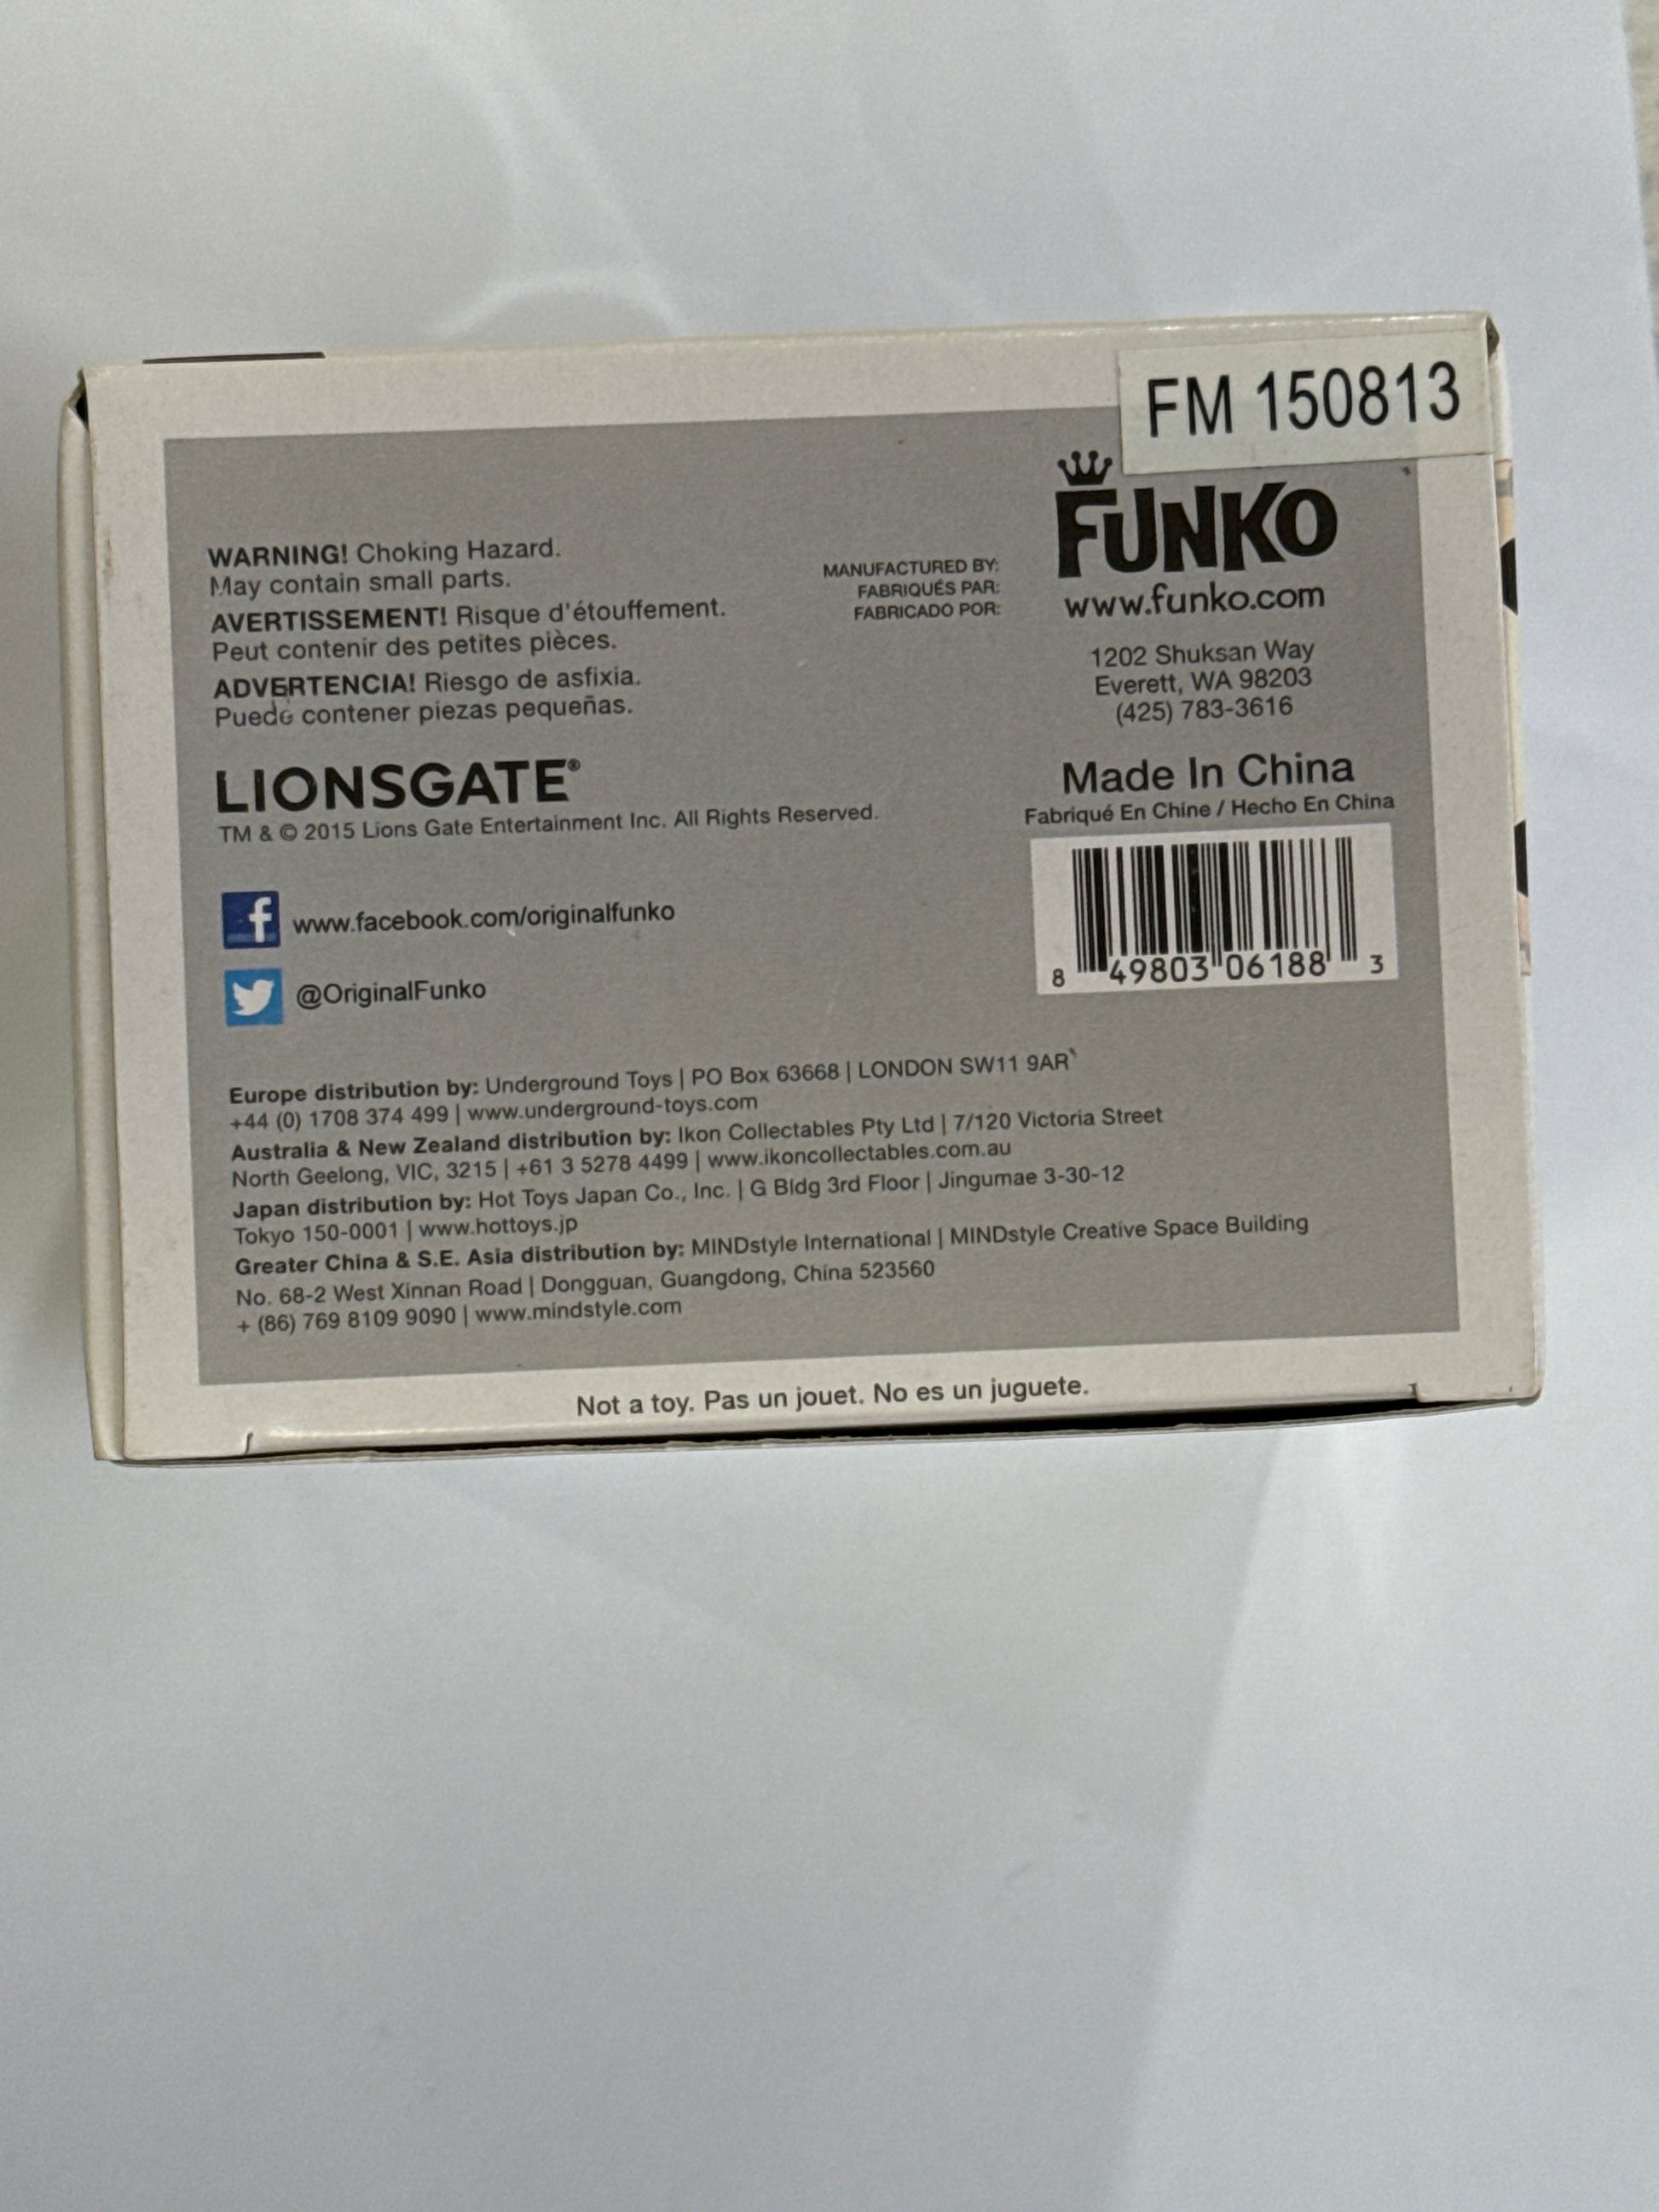 FM 150813
WARNING! Choking Hazard.
May contain small parts.
AVERTISSEMENT! Risque d'étouffement.
Peut contenir des petites pièces.
ADVERTENCIA! Riesgo de asfixia.
Puede contener piezas pequeñas.
LIONSGATE®
TM & © 2015 Lions Gate Entertainment Inc. All Rights Reserved.
f www.facebook.com/originalfunko
@OriginalFunko
MANUFACTURED BY:
FABRIQUÉS PAR:
FABRICADO POR:
FUNKO
www.funko.com
1202 Shuksan Way
Everett, WA 98203
(425) 783-3616
Made In China
Fabriqué En Chine / Hecho En China
8 49803 06188 3
Europe distribution by: Underground Toys | PO Box 63668 | LONDON SW11 9AR
+44 (0) 1708 374 499 | www.underground-toys.com
Australia & New Zealand distribution by: Ikon Collectables Pty Ltd | 7/120 Victoria Street
North Geelong, VIC, 3215 | +61 3 5278 4499 | www.ikoncollectables.com.au
Japan distribution by: Hot Toys Japan Co., Inc. | G Bldg 3rd Floor | Jingumae 3-30-12
Tokyo 150-0001 | www.hottoys.jp
Greater China & S.E. Asia distribution by: MINDstyle International | MINDstyle Creative Space Building
No. 68-2 West Xinnan Road | Dongguan, Guangdong, China 523560
+ (86) 769 8109 9090 | www.mindstyle.com
Not a toy. Pas un jouet. No es un juguete.